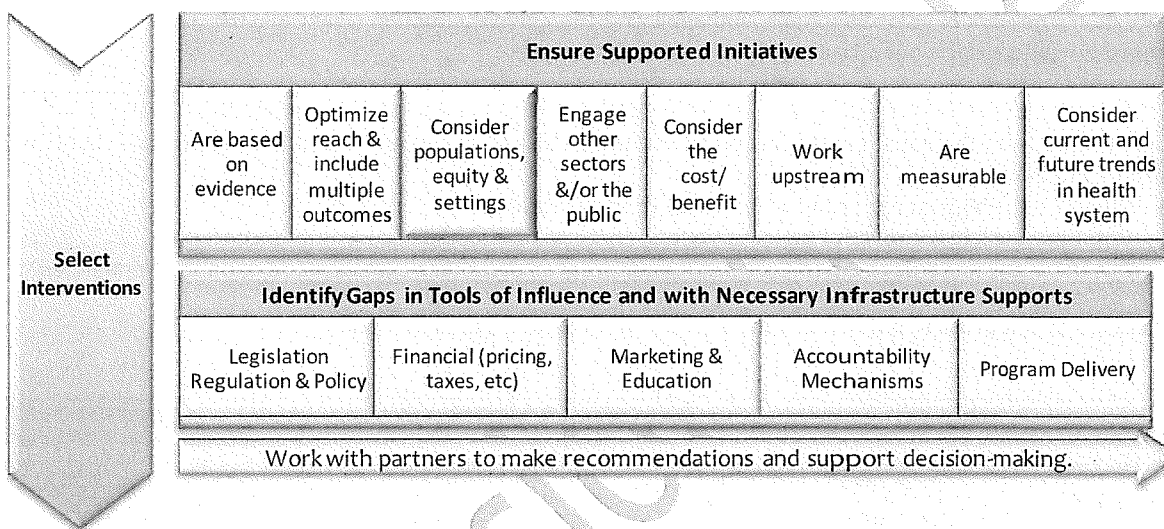 Ensure Supported Initiatives
Are based
on
evidence
Optimize
reach &
include
multiple
outcomes
Consider
populations,
equity &
settings
Engage
other
sectors
&/or the
public
Consider
the
cost/
benefit
Work
upstream
Are
measurable
Consider
current and
future trends
in health
system
Select
Interventions
Identify Gaps in Tools of Influence and with Necessary Infrastructure Supports
Legislation
Regulation & Policy
Financial (pricing,
taxes, etc)
Marketing &
Education
Accountability
Mechanisms
Program Delivery
Work with partners to make recommendations and support decision-making.